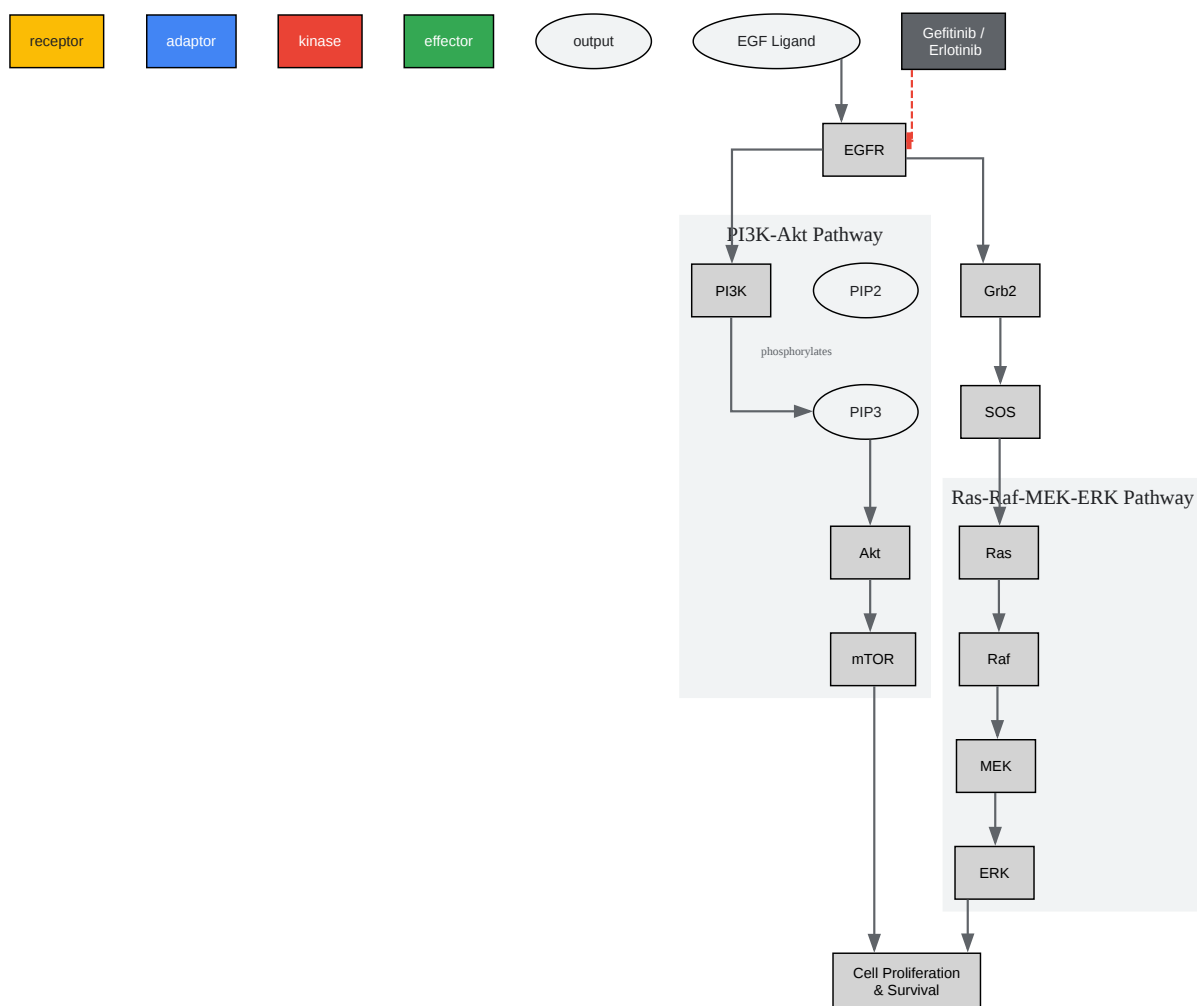 receptor
adaptor
kinase
effector
output
EGF Ligand
Gefitinib /
Erlotinib
EGFR
PI3K-Akt Pathway
PI3K
PIP2
Grb2
phosphorylates
PIP3
SOS
Ras-Raf-MEK-ERK Pathway
Akt
Ras
mTOR
Raf
MEK
ERK
Cell Proliferation
& Survival